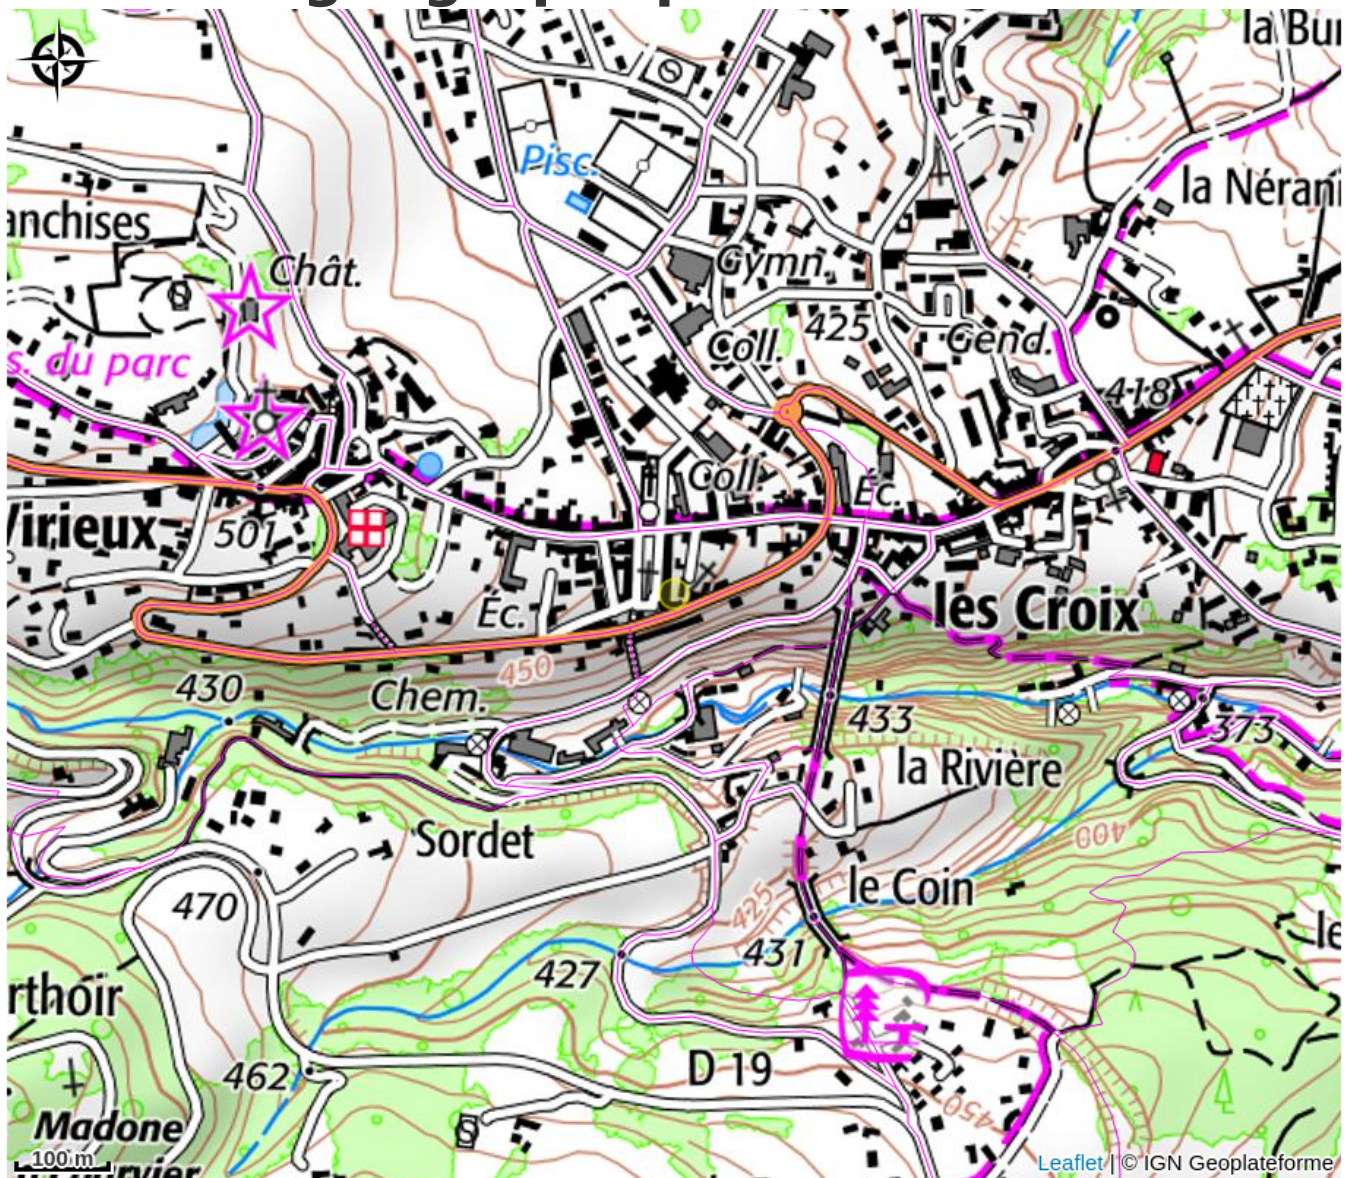 la Bur
Pisc.
la Nérani
anchises
Chât.
Gymn.
425
Gend.
s. du parc
Coll.
418
Coll.
Éc.
Virieux
501
les Croix
Éc.
450
430
Chem.
433
373
la Rivière
Sordet
400
le Coin
470
425
431
le
427
rthoir
D 19
462
450
Madone
100 m
Leaflet | © IGN Geoplateforme